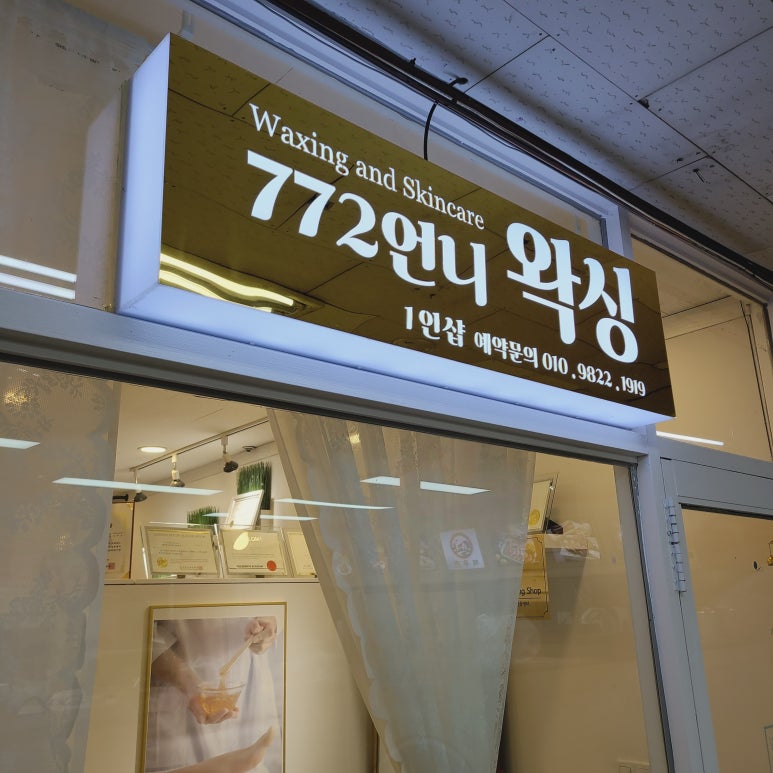 Waxing and Skincare
772언니 왁싱
1인샵 예약문의 010.9822.1919
Shop